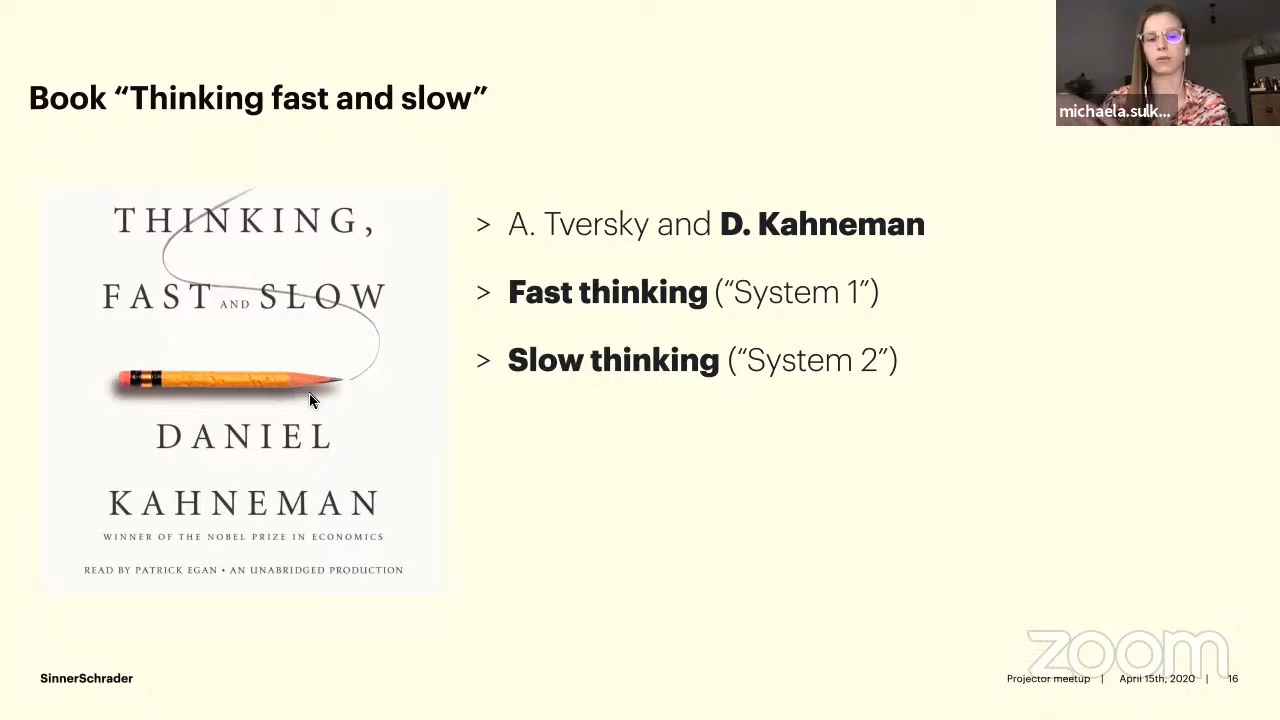 Book “Thinking fast and slow”
michaela.sulk...
THINKING,
FAST AND SLOW
DANIEL
KAHNEMAN
WINNER OF THE NOBEL PRIZE IN ECONOMICS
READ BY PATRICK EGAN • AN UNABRIDGED PRODUCTION
> A. Tversky and D. Kahneman
> Fast thinking (“System 1”)
> Slow thinking (“System 2”)
zoom
SinnerSchrader
Projector meetup | April 15th, 2020 | 16